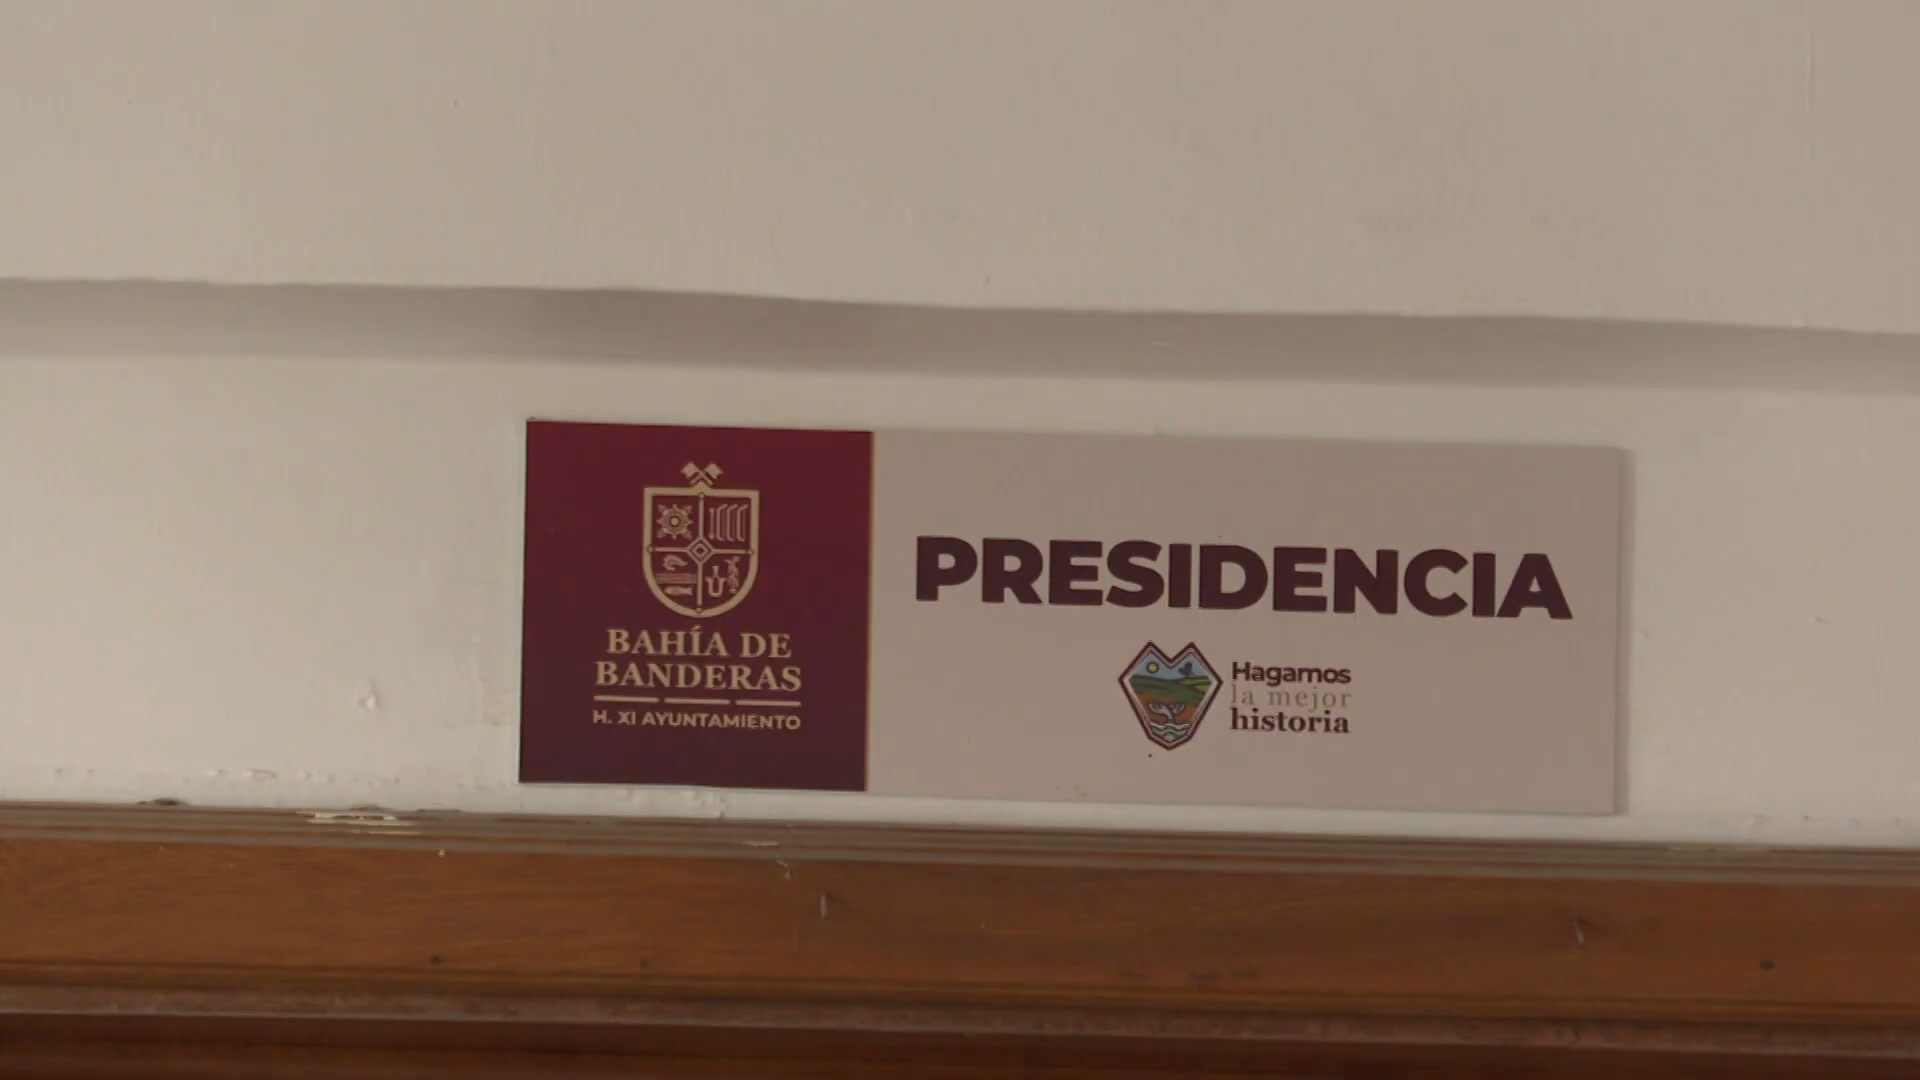 BAHÍA DE
BANDERAS
H. XI AYUNTAMIENTO
PRESIDENCIA
Hagamos
la mejor
historia